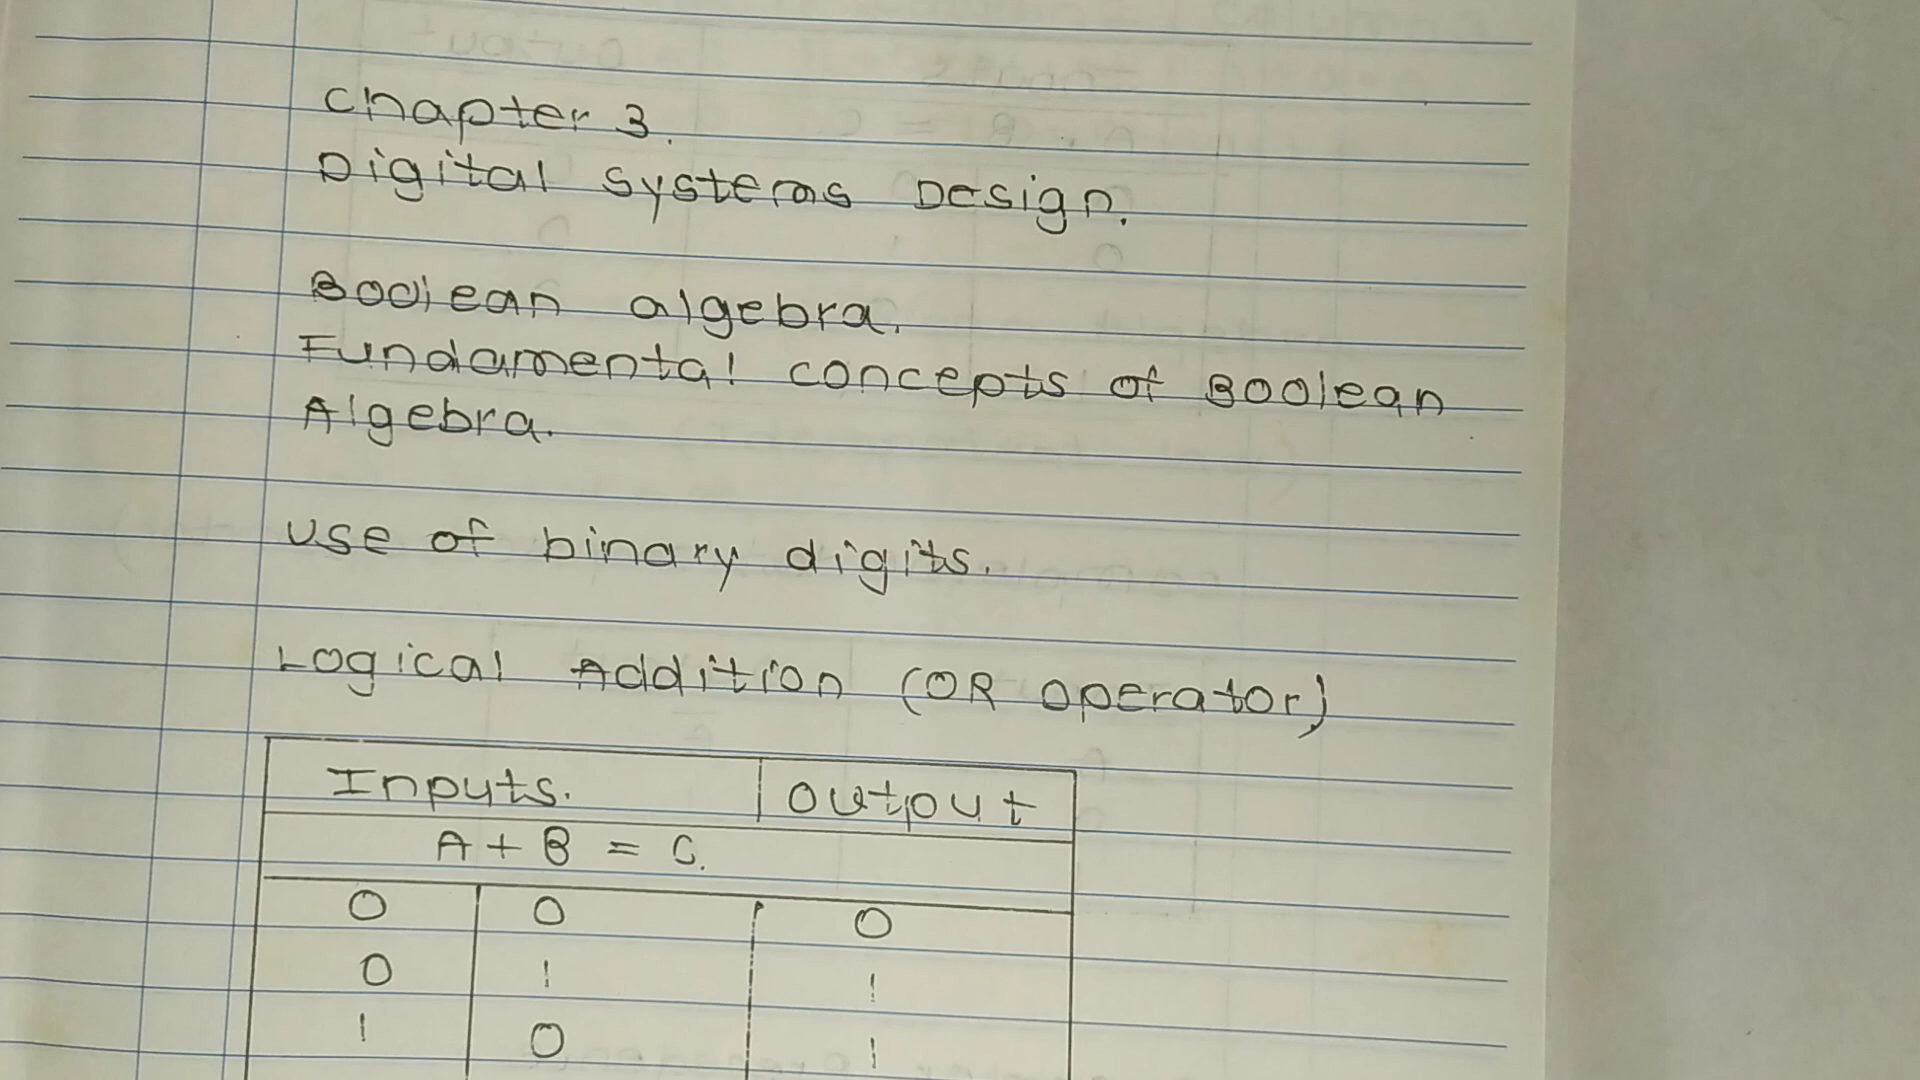 Chapter 3.
Digital Systems Design.
Boolean algebra.
Fundamental concepts of Boolean
Algebra.
Use of binary digits.
Logical Addition (OR operator)
Inputs. Output
A + B = C.
0 0 0
0 1 1
1 0 1